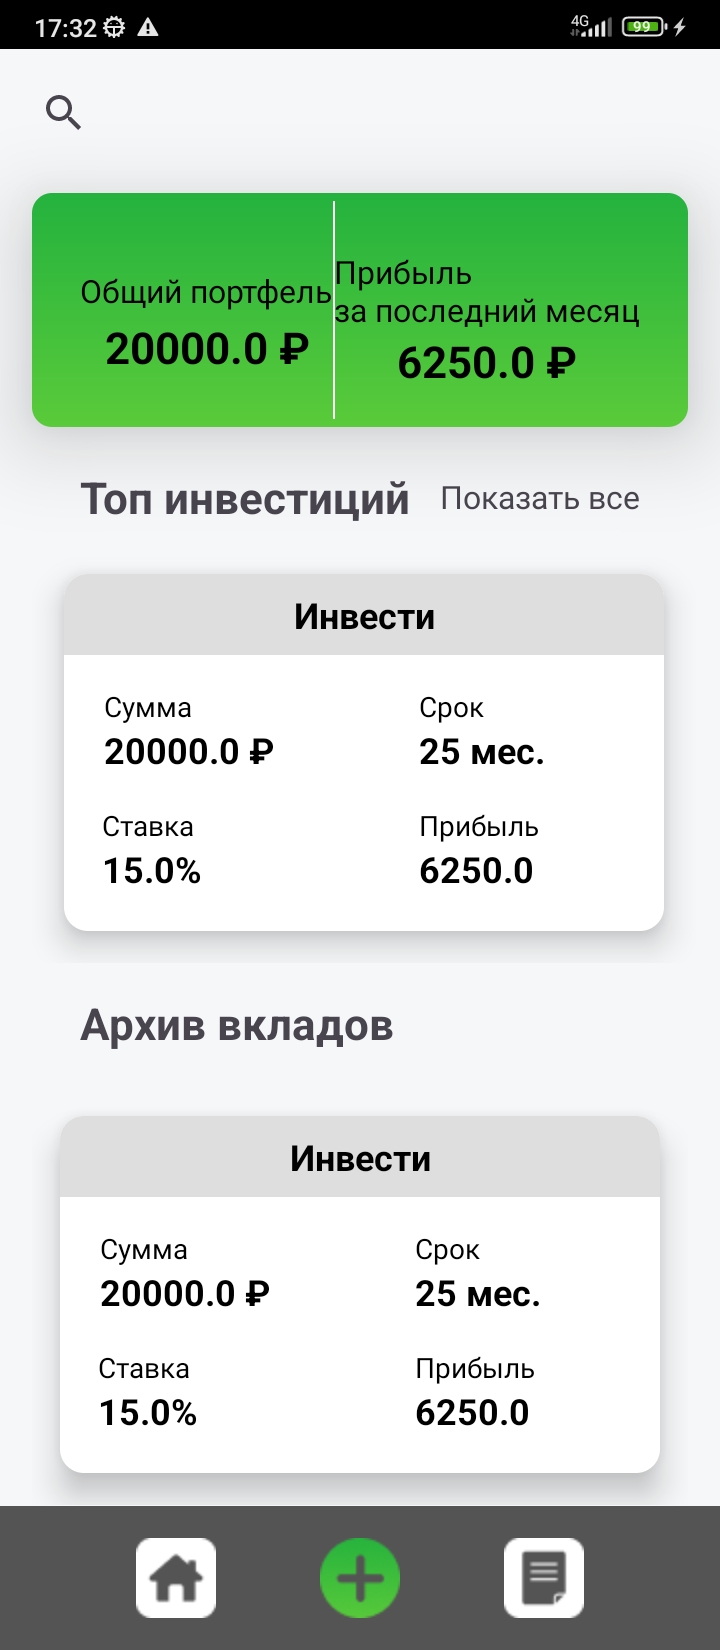 17:32 4G 99
Общий портфель
20000.0 ₽
Прибыль
за последний месяц
6250.0 ₽
Топ инвестиций Показать все
Инвести
Сумма Срок
20000.0 ₽ 25 мес.
Ставка Прибыль
15.0% 6250.0
Архив вкладов
Инвести
Сумма Срок
20000.0 ₽ 25 мес.
Ставка Прибыль
15.0% 6250.0